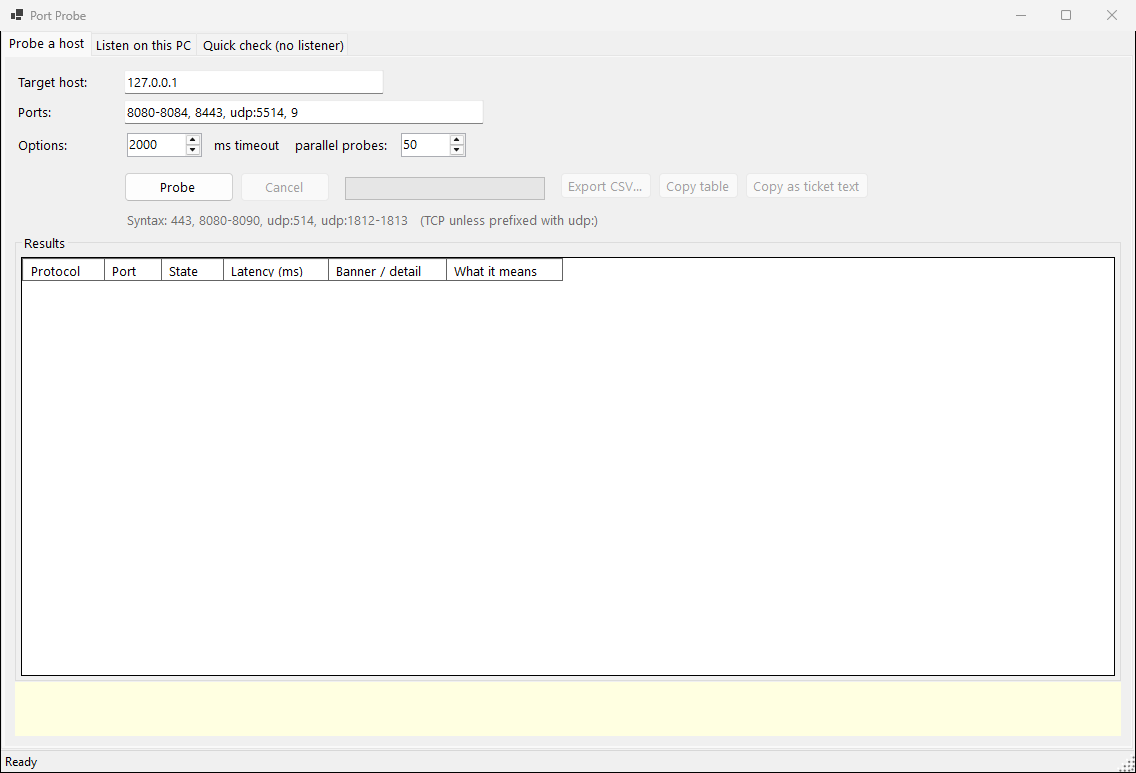 Port Probe
Probe a host Listen on this PC Quick check (no listener)
Target host: 127.0.0.1
Ports: 8080-8084, 8443, udp:5514, 9
Options: 2000 ms timeout parallel probes: 50
Probe Cancel Export CSV... Copy table Copy as ticket text
Syntax: 443, 8080-8090, udp:514, udp:1812-1813 (TCP unless prefixed with udp:)
Results
Protocol Port State Latency (ms) Banner / detail What it means
Ready